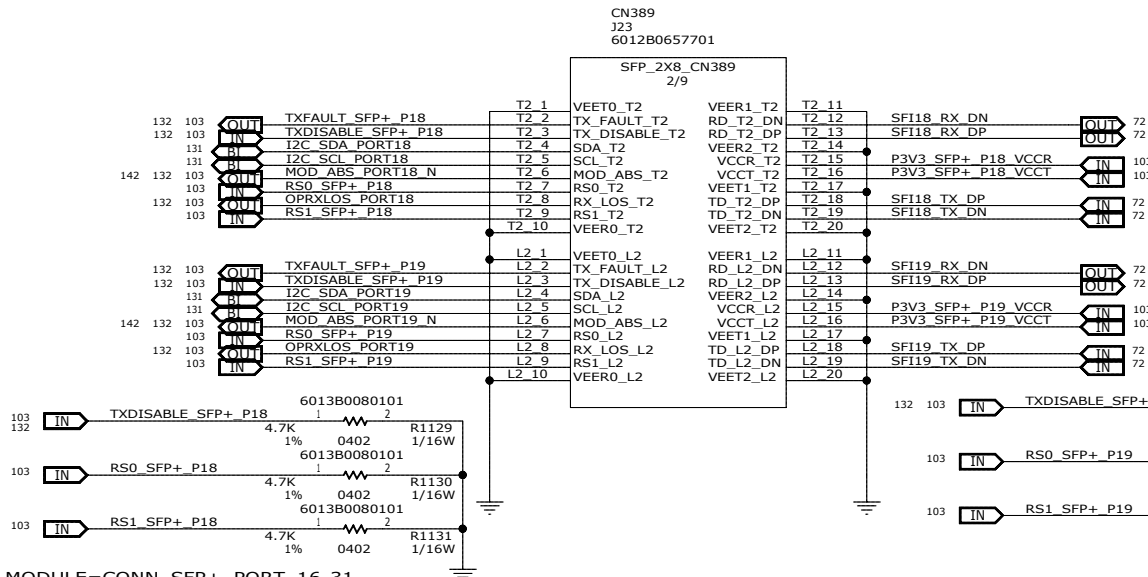 CN389
J23
6012B0657701
SFP_2X8_CN389
2/9
T2_1 VEET0_T2 VEER1_T2 T2_11
132 103 OUT TXFAULT_SFP+_P18 T2_2 TX_FAULT_T2 RD_T2_DN T2_12 SFI18_RX_DN OUT 72
132 103 IN TXDISABLE_SFP+_P18 T2_3 TX_DISABLE_T2 RD_T2_DP T2_13 SFI18_RX_DP OUT 72
131 BI I2C_SDA_PORT18 T2_4 SDA_T2 VEER2_T2 T2_14
131 BI I2C_SCL_PORT18 T2_5 SCL_T2 VCCR_T2 T2_15 P3V3_SFP+_P18_VCCR IN 103
142 132 103 OUT MOD_ABS_PORT18_N T2_6 MOD_ABS_T2 VCCT_T2 T2_16 P3V3_SFP+_P18_VCCT IN 103
103 IN RS0_SFP+_P18 T2_7 RS0_T2 VEET1_T2 T2_17
132 103 OUT OPRXLOS_PORT18 T2_8 RX_LOS_T2 TD_T2_DP T2_18 SFI18_TX_DP IN 72
103 IN RS1_SFP+_P18 T2_9 RS1_T2 TD_T2_DN T2_19 SFI18_TX_DN IN 72
T2_10 VEER0_T2 VEET2_T2 T2_20
L2_1 VEET0_L2 VEER1_L2 L2_11
132 103 OUT TXFAULT_SFP+_P19 L2_2 TX_FAULT_L2 RD_L2_DN L2_12 SFI19_RX_DN OUT 72
132 103 IN TXDISABLE_SFP+_P19 L2_3 TX_DISABLE_L2 RD_L2_DP L2_13 SFI19_RX_DP OUT 72
131 BI I2C_SDA_PORT19 L2_4 SDA_L2 VEER2_L2 L2_14
131 BI I2C_SCL_PORT19 L2_5 SCL_L2 VCCR_L2 L2_15 P3V3_SFP+_P19_VCCR IN 103
142 132 103 OUT MOD_ABS_PORT19_N L2_6 MOD_ABS_L2 VCCT_L2 L2_16 P3V3_SFP+_P19_VCCT IN 103
103 IN RS0_SFP+_P19 L2_7 RS0_L2 VEET1_L2 L2_17
132 103 OUT OPRXLOS_PORT19 L2_8 RX_LOS_L2 TD_L2_DP L2_18 SFI19_TX_DP IN 72
103 IN RS1_SFP+_P19 L2_9 RS1_L2 TD_L2_DN L2_19 SFI19_TX_DN IN 72
L2_10 VEER0_L2 VEET2_L2 L2_20
6013B0080101
103 132 IN TXDISABLE_SFP+_P18 1 2
4.7K R1129
1% 0402 1/16W
6013B0080101
103 IN RS0_SFP+_P18 1 2
4.7K R1130
1% 0402 1/16W
6013B0080101
103 IN RS1_SFP+_P18 1 2
4.7K R1131
1% 0402 1/16W
132 103 IN TXDISABLE_SFP+
103 IN RS0_SFP+_P19
103 IN RS1_SFP+_P19
MODULE=CONN_SFP+_PORT_16_31